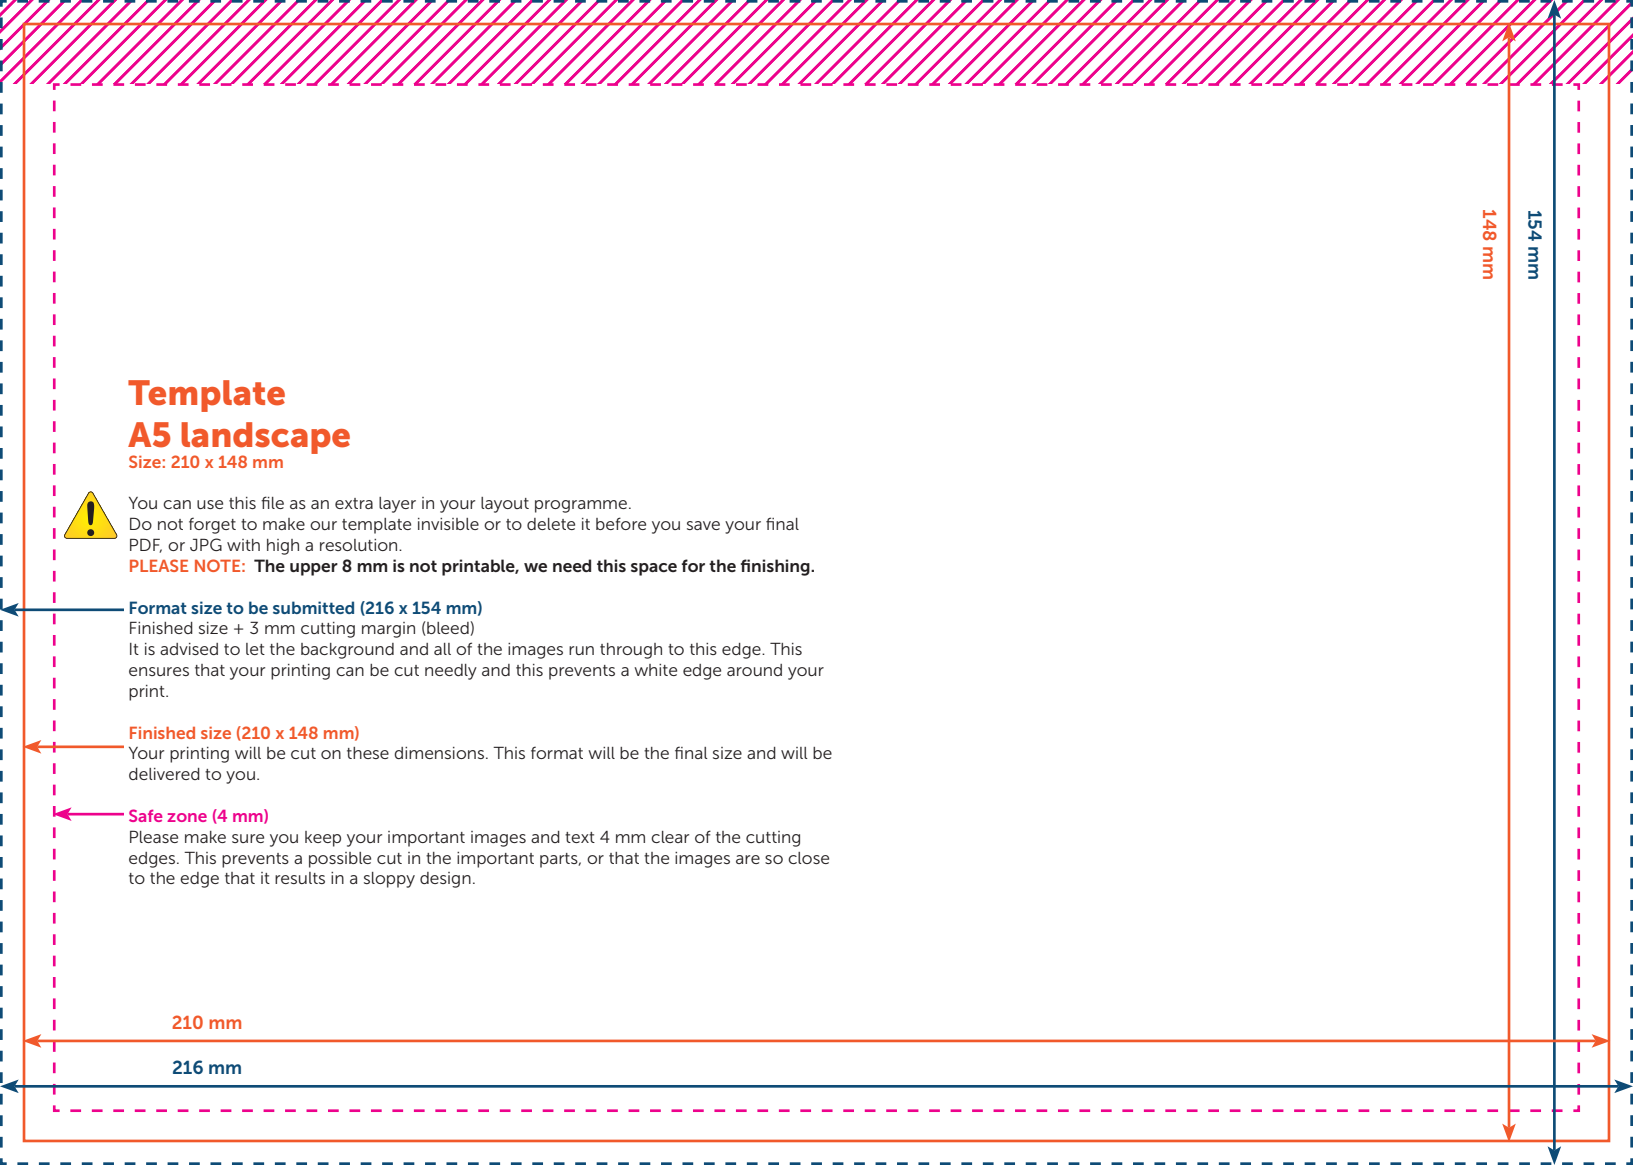 148 mm
154 mm
Template
A5 landscape
Size: 210 x 148 mm
You can use this file as an extra layer in your layout programme.
Do not forget to make our template invisible or to delete it before you save your final
PDF, or JPG with high a resolution.
PLEASE NOTE: The upper 8 mm is not printable, we need this space for the finishing.
Format size to be submitted (216 x 154 mm)
Finished size + 3 mm cutting margin (bleed)
It is advised to let the background and all of the images run through to this edge. This
ensures that your printing can be cut needly and this prevents a white edge around your
print.
Finished size (210 x 148 mm)
Your printing will be cut on these dimensions. This format will be the final size and will be
delivered to you.
Safe zone (4 mm)
Please make sure you keep your important images and text 4 mm clear of the cutting
edges. This prevents a possible cut in the important parts, or that the images are so close
to the edge that it results in a sloppy design.
210 mm
216 mm